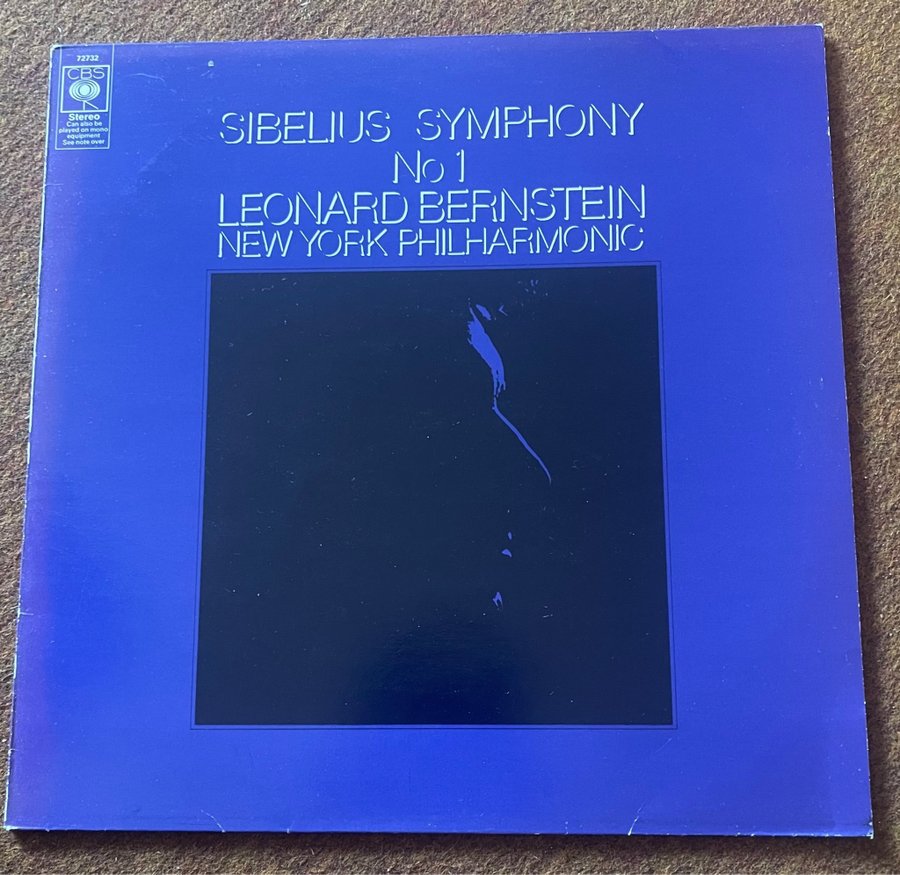 72732
CBS
Stereo
Can also be
played on mono
equipment
See note over
SIBELIUS SYMPHONY
No 1
LEONARD BERNSTEIN
NEW YORK PHILHARMONIC